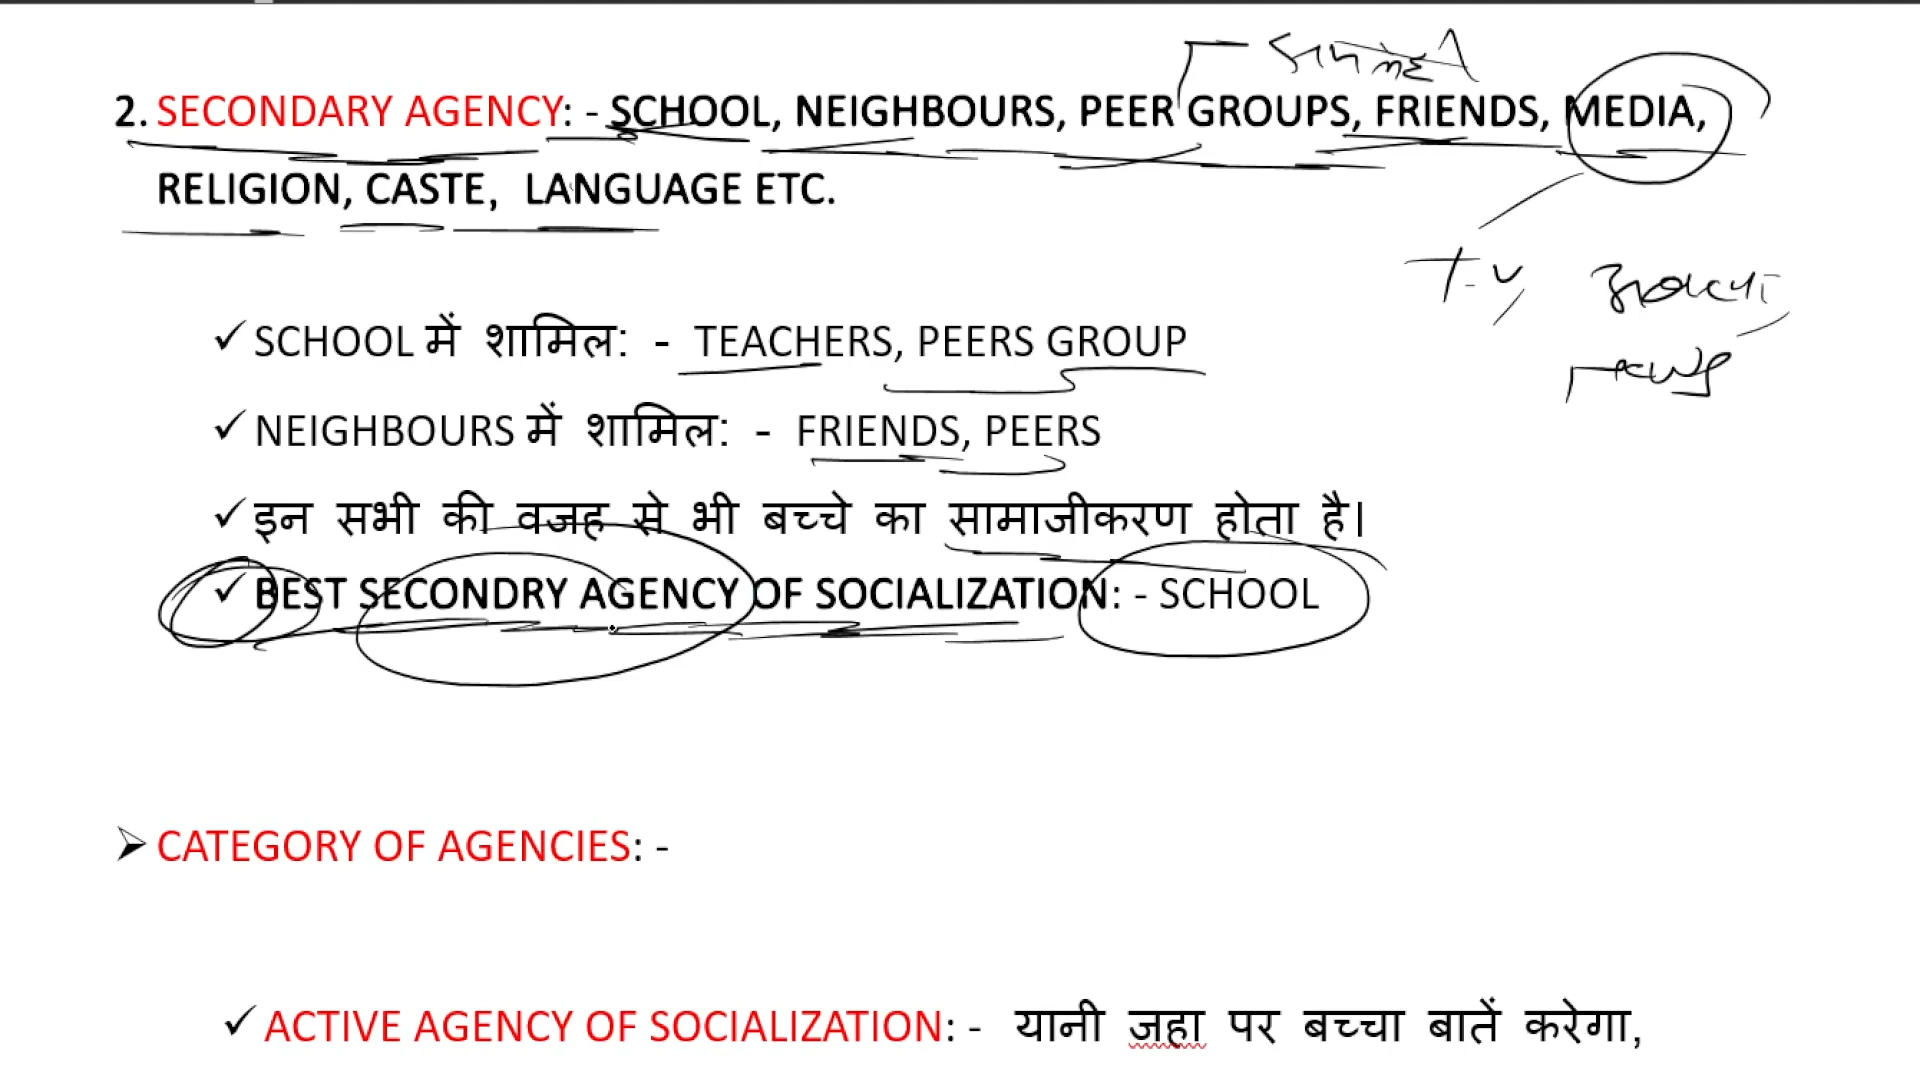 2. SECONDARY AGENCY: - SCHOOL, NEIGHBOURS, PEER GROUPS, FRIENDS, MEDIA,
RELIGION, CASTE, LANGUAGE ETC.
T.V,
✓ SCHOOL में शामिल: - TEACHERS, PEERS GROUP
✓ NEIGHBOURS में शामिल: - FRIENDS, PEERS
✓ इन सभी की वजह से भी बच्चे का सामाजीकरण होता है।
✓ BEST SECONDRY AGENCY OF SOCIALIZATION: - SCHOOL
➢ CATEGORY OF AGENCIES: -
✓ ACTIVE AGENCY OF SOCIALIZATION: - यानी जहा पर बच्चा बातें करेगा,